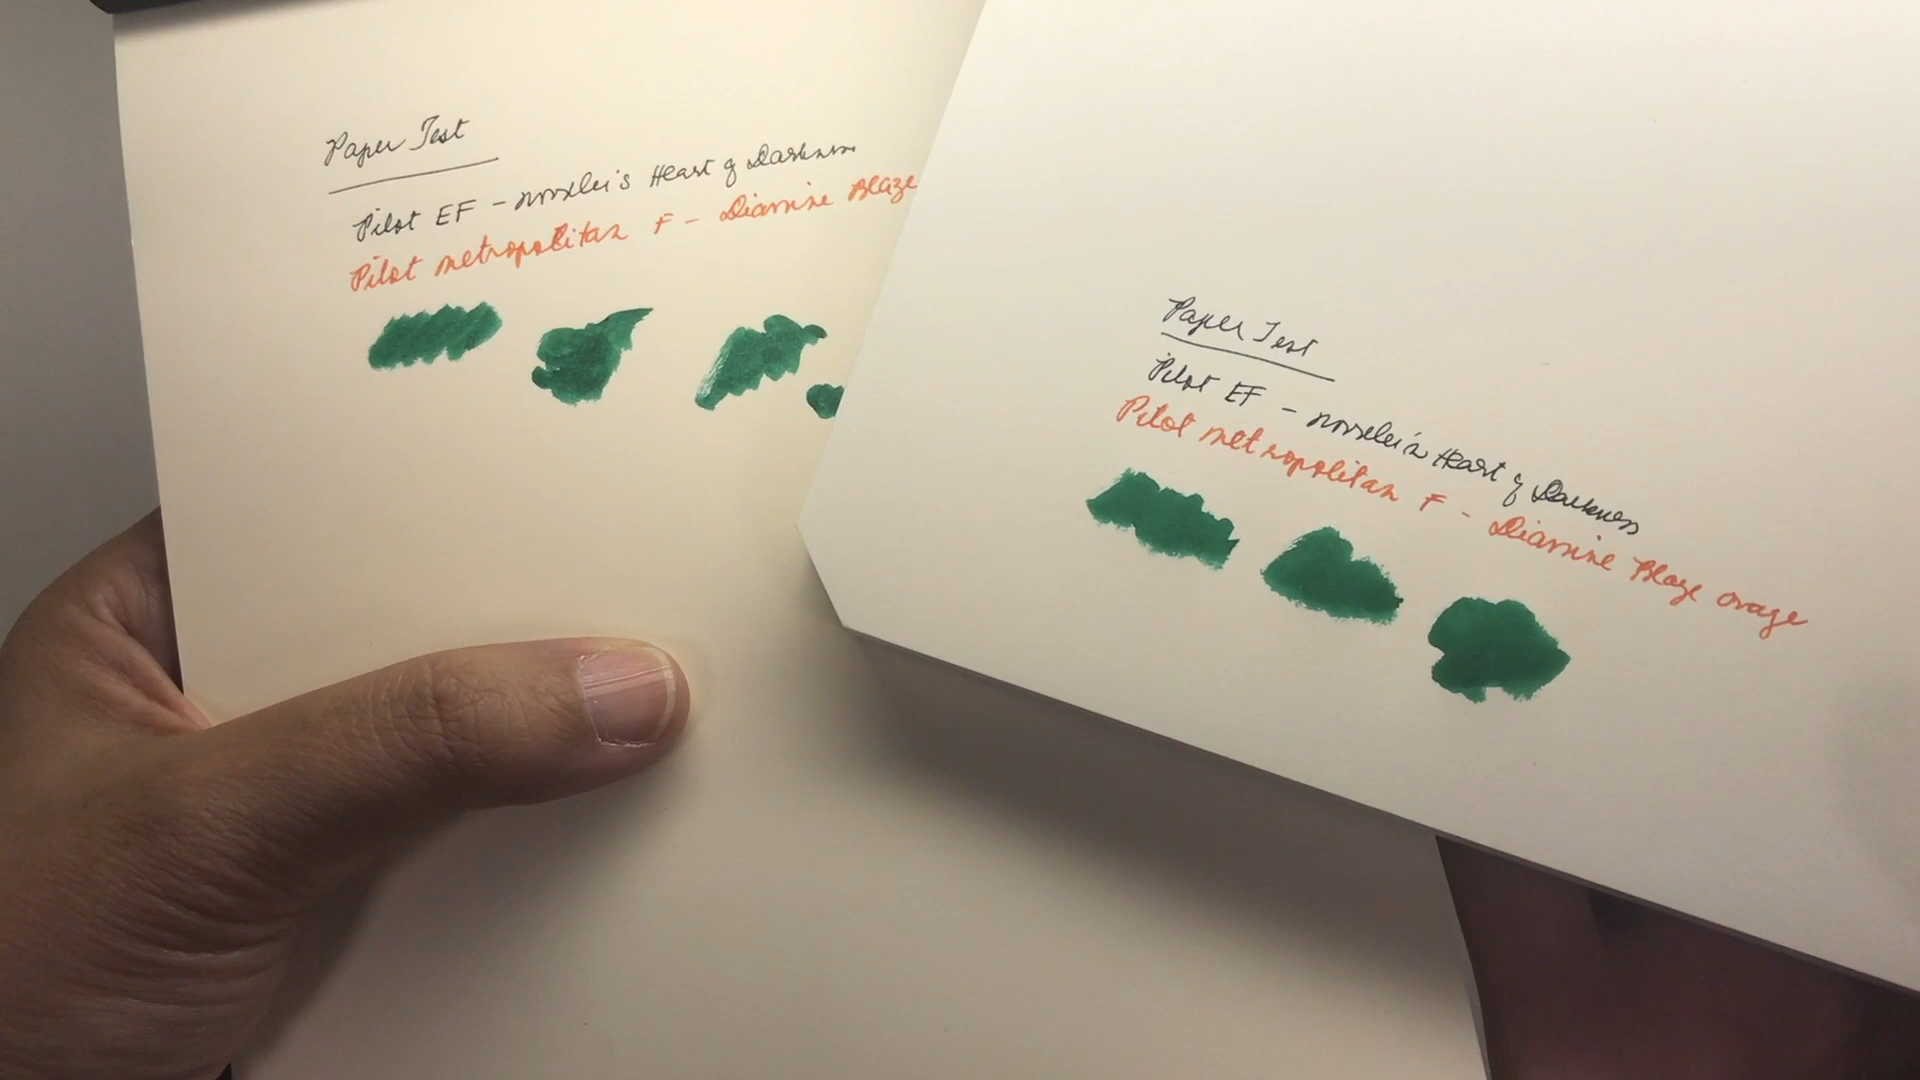 Paper Test
Pilot EF - Noodler's Heart of Darkness
Pilot metropolitan F - Diamine Blaze
Paper Test
Pilot EF - Noodler's Heart of Darkness
Pilot metropolitan F - Diamine Blaze orage